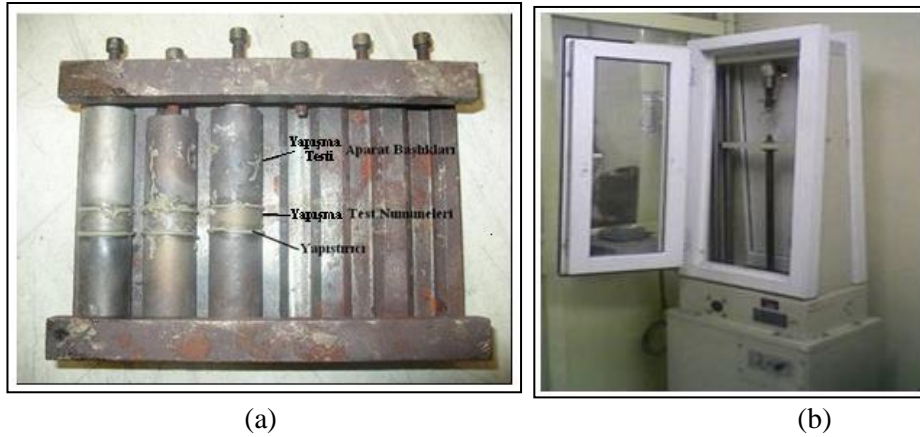 Yapışma Testi Aparat Başlıkları
Yapışma Test Numuneleri
Yapıştırıcı
(a)
(b)